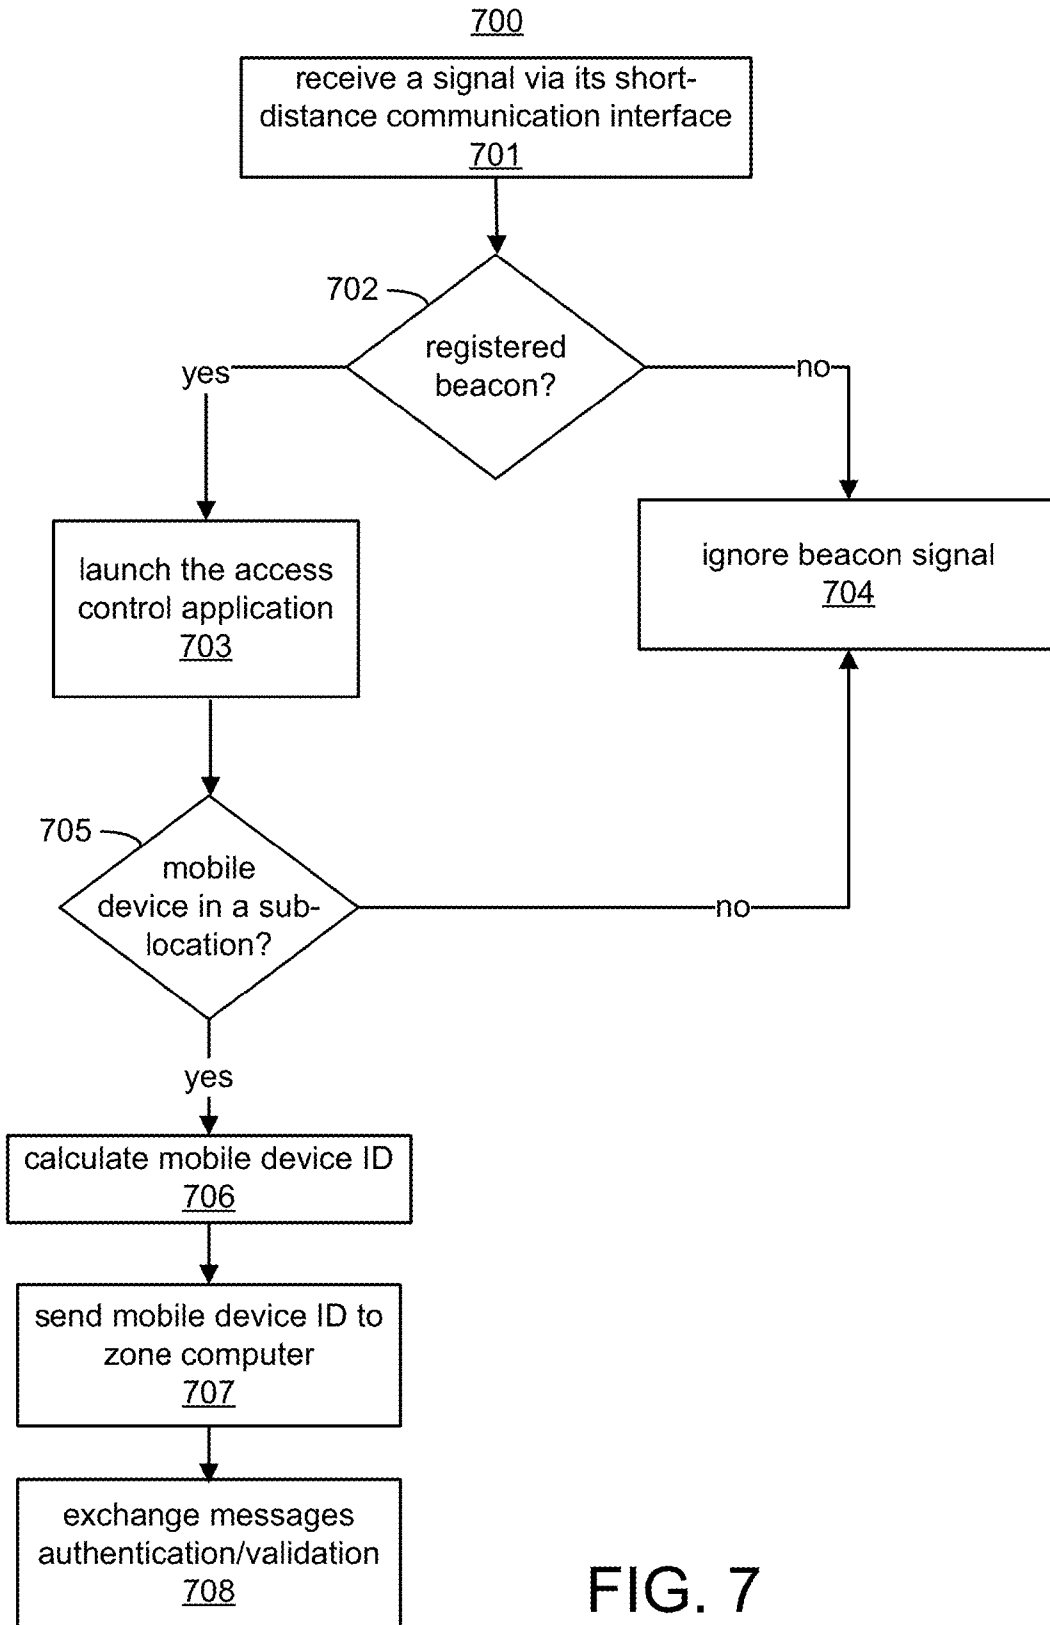 700
receive a signal via its short-
distance communication interface
701
702
registered
beacon?
yes
no
launch the access
control application
703
ignore beacon signal
704
705
mobile
device in a sub-
location?
no
yes
calculate mobile device ID
706
send mobile device ID to
zone computer
707
exchange messages
authentication/validation
708
FIG. 7